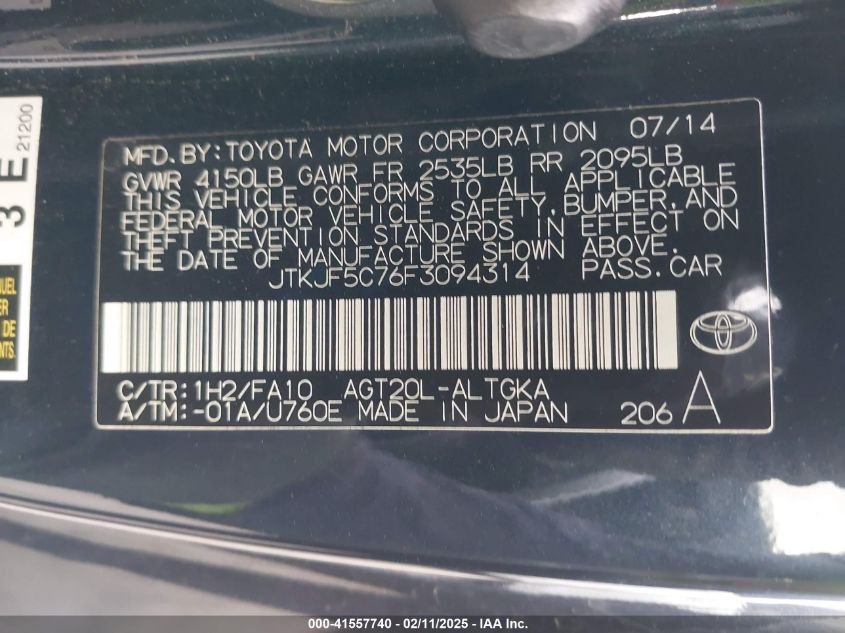 MFD. BY: TOYOTA MOTOR CORPORATION 07/14
GVWR 4150LB GAWR FR 2535LB RR 2095LB
THIS VEHICLE CONFORMS TO ALL APPLICABLE
FEDERAL MOTOR VEHICLE SAFETY, BUMPER, AND
THEFT PREVENTION STANDARDS IN EFFECT ON
THE DATE OF MANUFACTURE SHOWN ABOVE.
JTKJF5C76F3094314 PASS. CAR
C/TR: 1H2/FA10 AGT20L-ALTGKA
A/TM: -01A/U760E MADE IN JAPAN 206 A
3 E
21200
DE
000-41557740 - 02/11/2025 - IAA Inc.